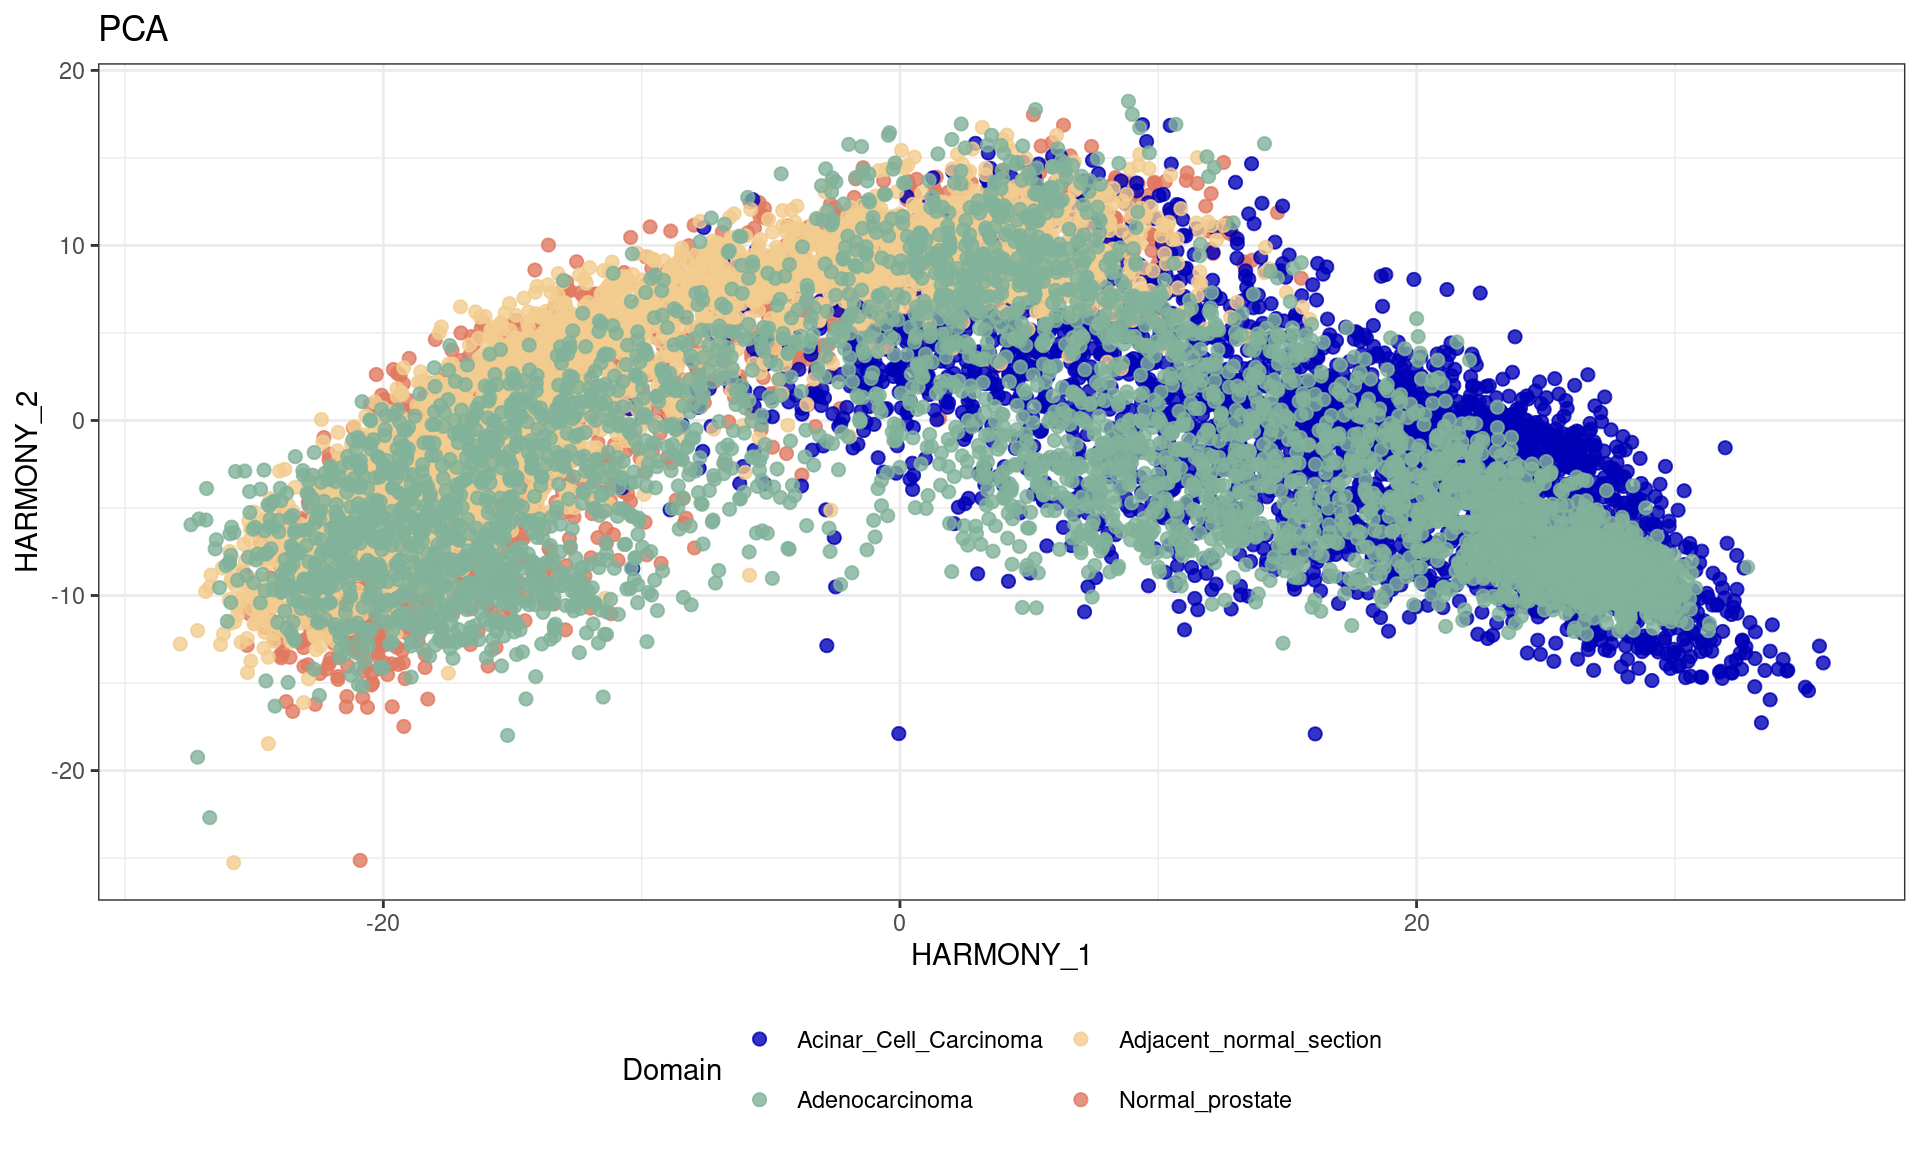 PCA
20
10
0
-10
-20
HARMONY_2
-20
0
20
HARMONY_1
Domain
Acinar_Cell_Carcinoma
Adjacent_normal_section
Adenocarcinoma
Normal_prostate